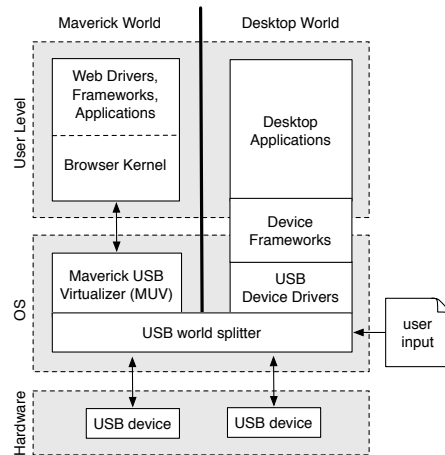 Maverick World
Desktop World
User Level
Web Drivers,
Frameworks,
Applications
Browser Kernel
Desktop
Applications
Device
Frameworks
OS
Maverick USB
Virtualizer (MUV)
USB
Device Drivers
USB world splitter
user
input
Hardware
USB device
USB device